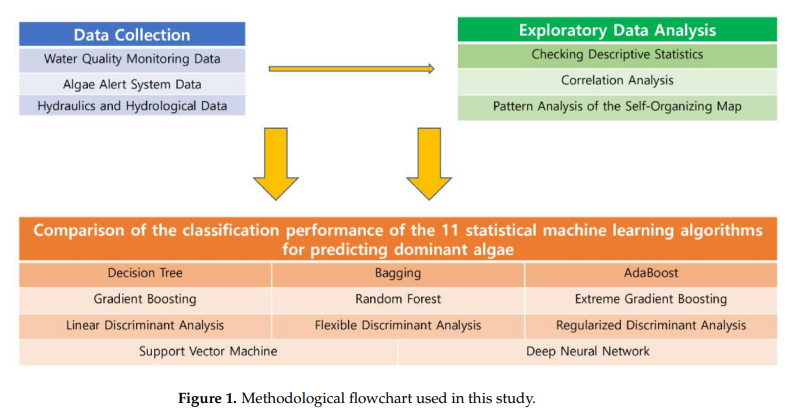 Data Collection
Water Quality Monitoring Data
Algae Alert System Data
Hydraulics and Hydrological Data
Exploratory Data Analysis
Checking Descriptive Statistics
Correlation Analysis
Pattern Analysis of the Self-Organizing Map
Comparison of the classification performance of the 11 statistical machine learning algorithms
for predicting dominant algae
Decision Tree Bagging AdaBoost
Gradient Boosting Random Forest Extreme Gradient Boosting
Linear Discriminant Analysis Flexible Discriminant Analysis Regularized Discriminant Analysis
Support Vector Machine Deep Neural Network
Figure 1. Methodological flowchart used in this study.